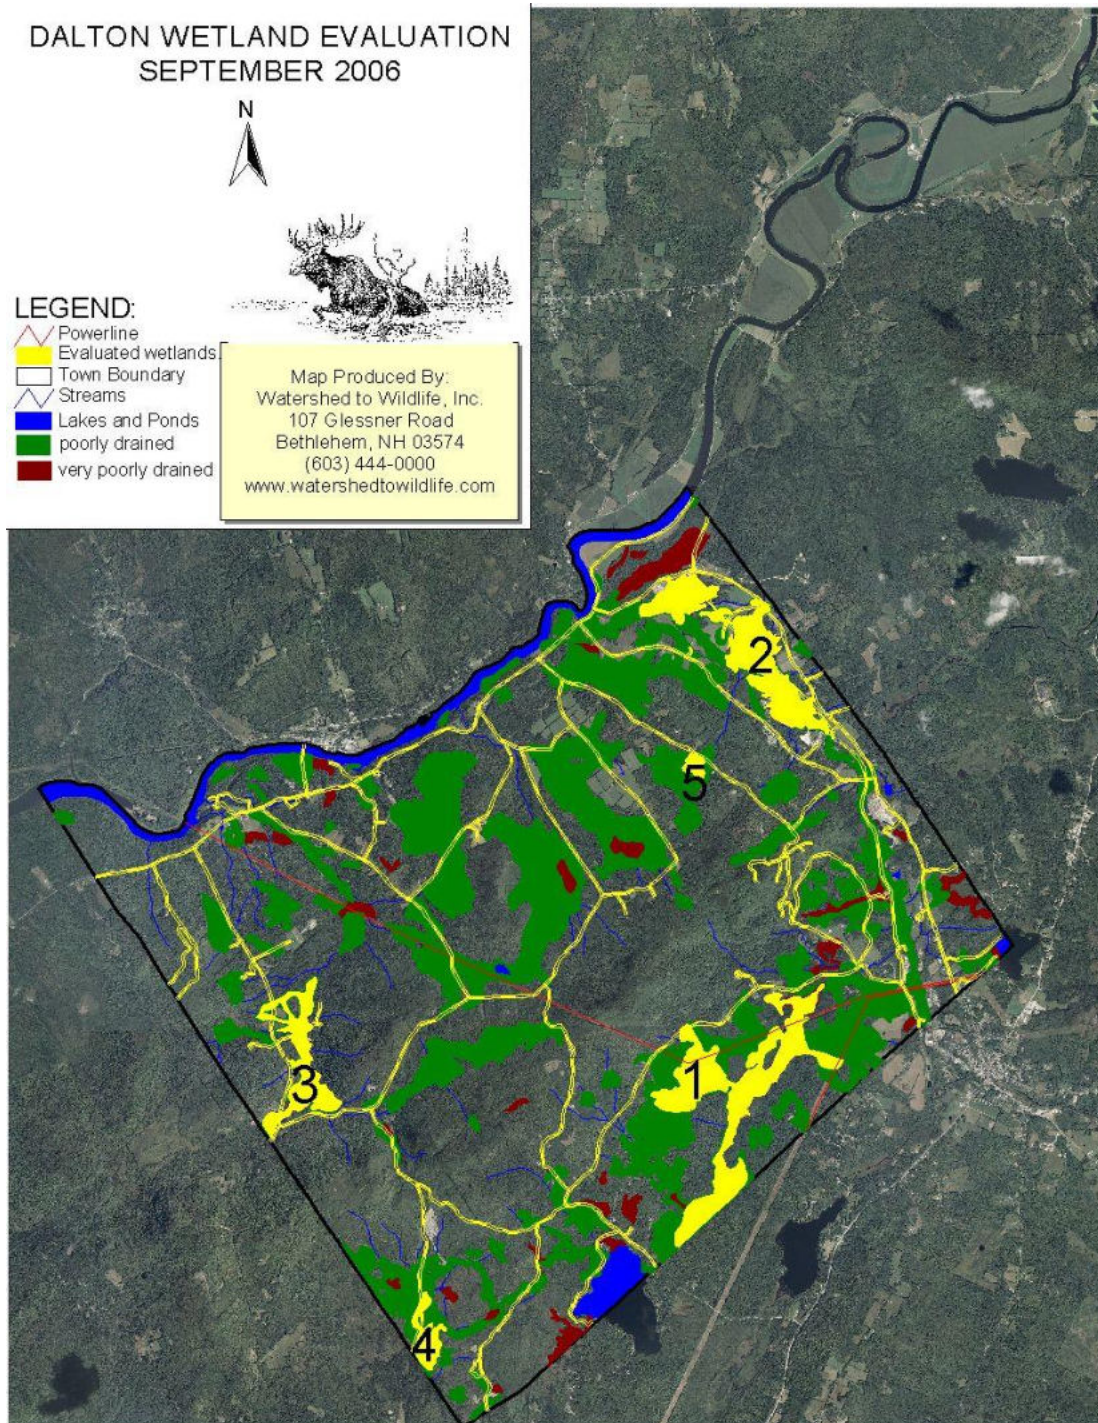 DALTON WETLAND EVALUATION
SEPTEMBER 2006
N
LEGEND:
Powerline
Evaluated wetlands
Town Boundary
Streams
Lakes and Ponds
poorly drained
very poorly drained
Map Produced By:
Watershed to Wildlife, Inc.
107 Glessner Road
Bethlehem, NH 03574
(603) 444-0000
www.watershedtowildlife.com
2
5
1
3
4